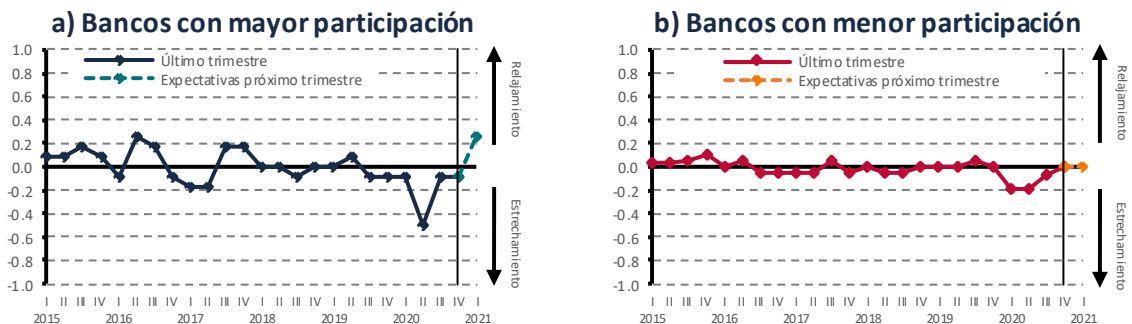 a) Bancos con mayor participación
1.0
0.8
0.6
0.4
0.2
0.0
-0.2
-0.4
-0.6
-0.8
-1.0
Último trimestre
Expectativas próximo trimestre
Relajamiento
Estrechamiento
I II III IV I II III IV I II III IV I II III IV I II III IV I II III IV I
2015 2016 2017 2018 2019 2020 2021
b) Bancos con menor participación
1.0
0.8
0.6
0.4
0.2
0.0
-0.2
-0.4
-0.6
-0.8
-1.0
Último trimestre
Expectativas próximo trimestre
Relajamiento
Estrechamiento
I II III IV I II III IV I II III IV I II III IV I II III IV I II III IV I
2015 2016 2017 2018 2019 2020 2021